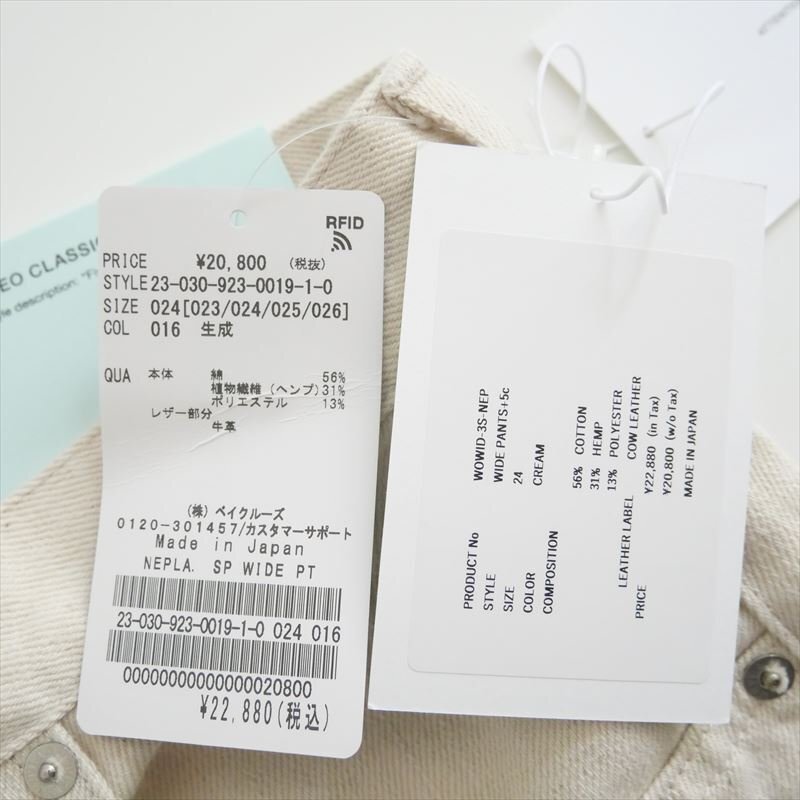 EO CLASSIC
le description: "Fi
RFID
PRICE ¥20,800 (税抜)
STYLE 23-030-923-0019-1-0
SIZE 024[023/024/025/026]
COL 016 生成
QUA 本体 綿 56%
植物繊維 (ヘンプ) 31%
ポリエステル 13%
レザー部分
牛革
(株) ベイクルーズ
0120-301457/カスタマーサポート
Made in Japan
NEPLA. SP WIDE PT
23-030-923-0019-1-0 024 016
00000000000000020800
¥22,880(税込)
PRODUCT No WOWID-3S-NEP
STYLE WIDE PANTS+5c
SIZE 24
COLOR CREAM
COMPOSITION
56% COTTON
31% HEMP
13% POLYESTER
LEATHER LABEL COW LEATHER
PRICE ¥22,880 (in Tax)
¥20,800 (w/o Tax)
MADE IN JAPAN